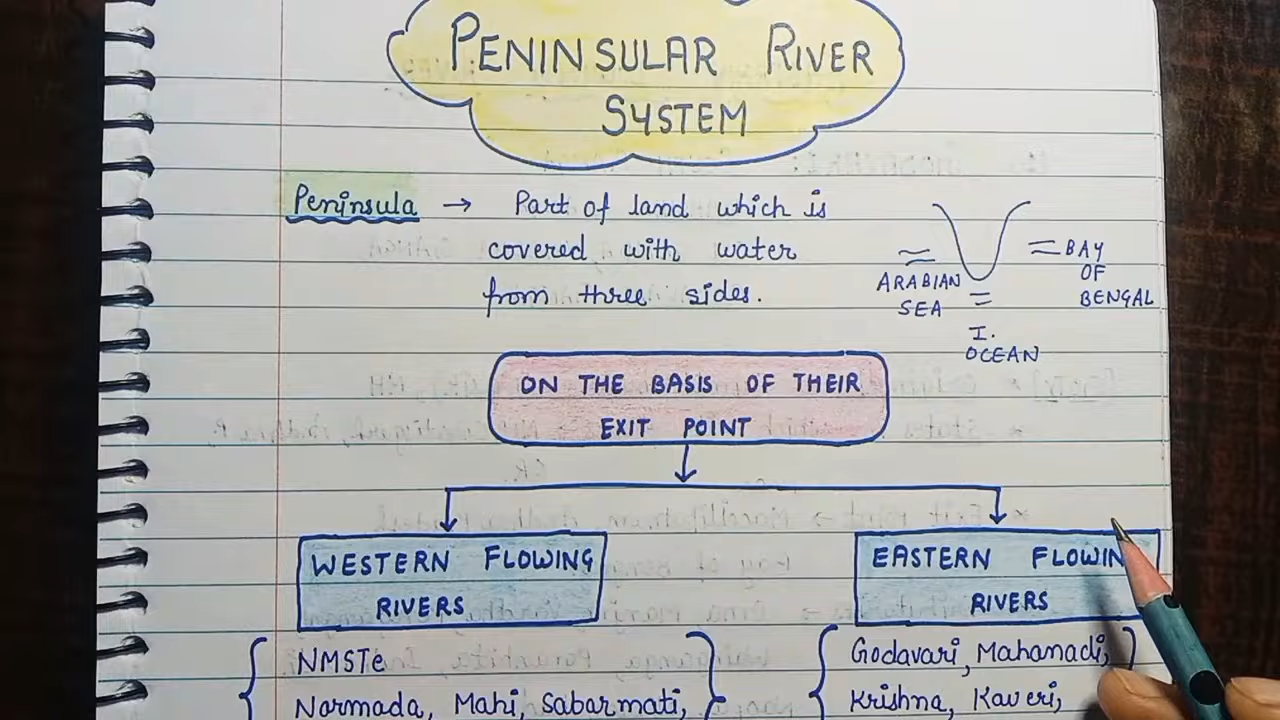 PENINSULAR RIVER
SYSTEM
Peninsula → Part of land which is
covered with water
from three sides.
ARABIAN
SEA
BAY
OF
BENGAL
I.
OCEAN
ON THE BASIS OF THEIR
EXIT POINT
WESTERN FLOWING
RIVERS
EASTERN FLOWIN
RIVERS
NMSTe
Narmada, Mahi, Sabarmati,
Godavari, Mahanadi,
Krishna, Kaveri,